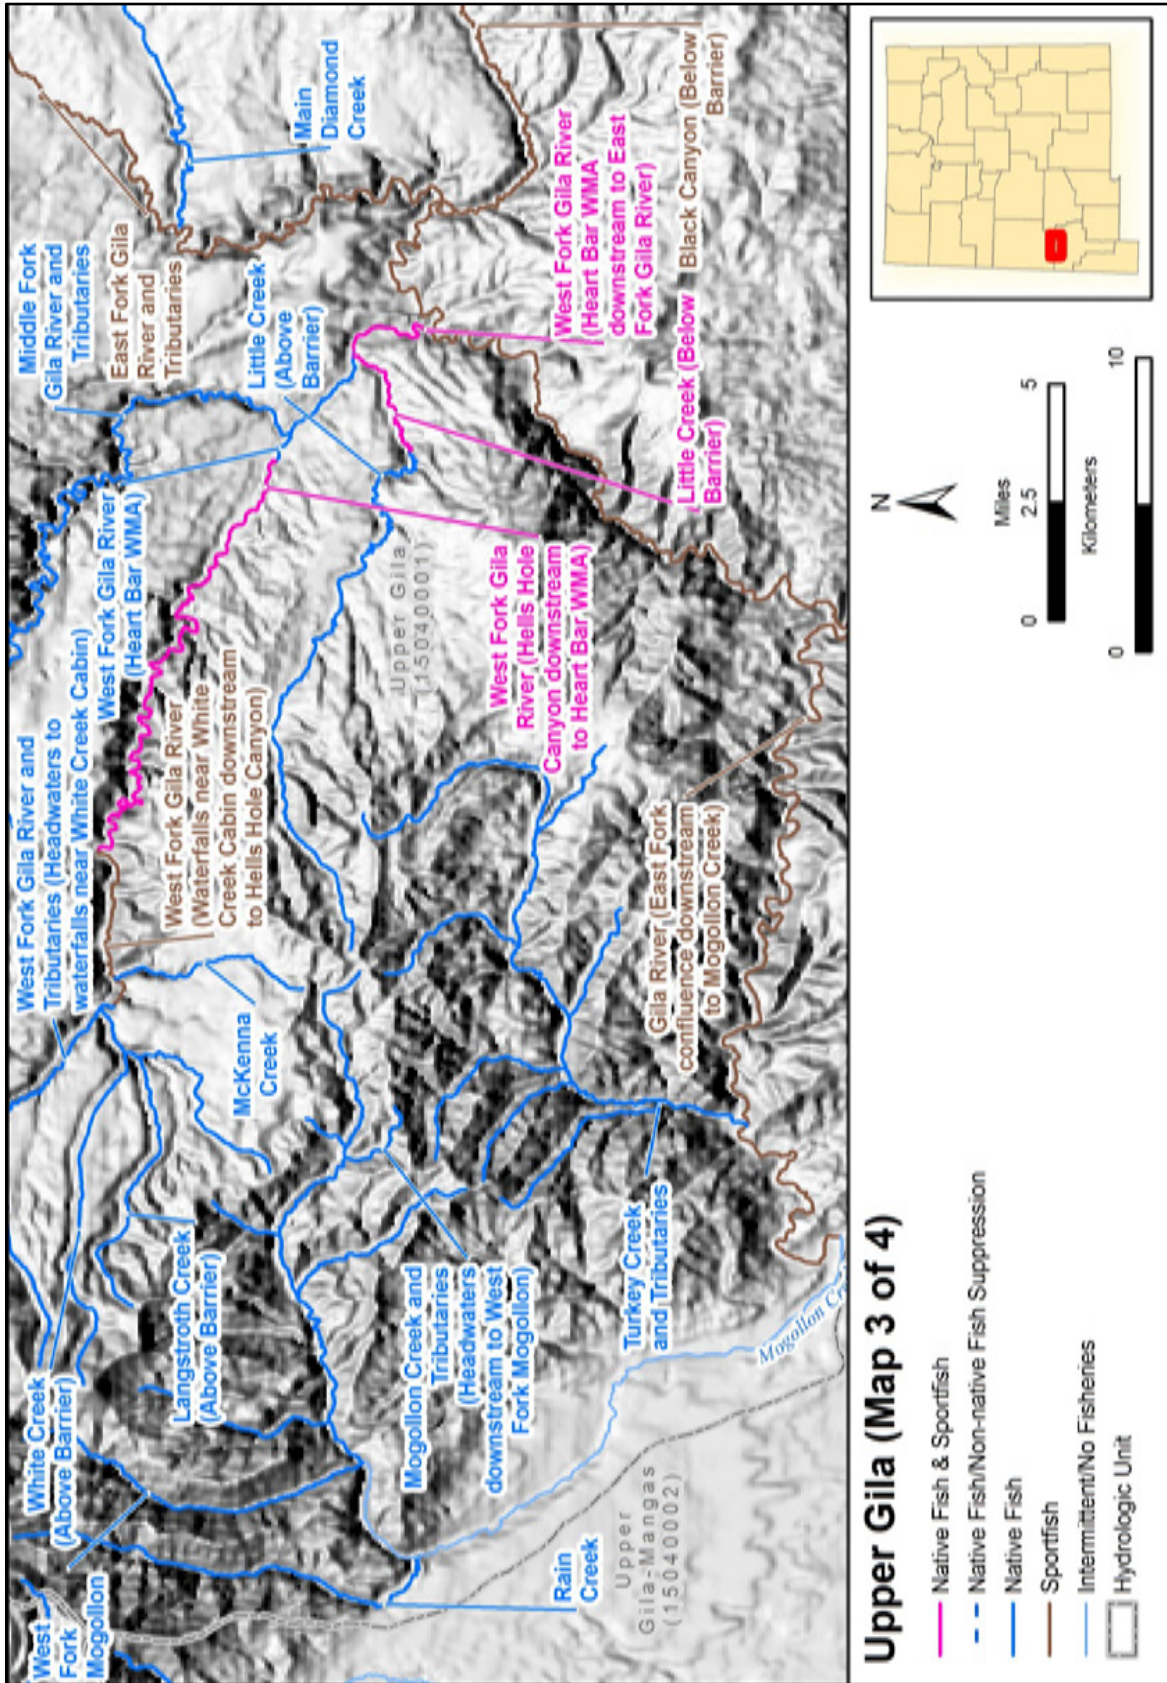 West
Fork
Mogollon
White Creek
(Above Barrier)
Langstroth Creek
(Above Barrier)
West Fork Gila River and
Tributaries (Headwaters to
waterfalls near White Creek Cabin)
McKenna
Creek
West Fork Gila River
(Waterfalls near White
Creek Cabin downstream
to Hells Hole Canyon)
West Fork Gila River
(Heart Bar WMA)
Middle Fork
Gila River and
Tributaries
East Fork Gila
River and
Tributaries
Main
Diamond
Creek
Little Creek
(Above
Barrier)
Upper Gila
(15040001)
Mogollon Creek and
Tributaries
(Headwaters
downstream to West
Fork Mogollon)
West Fork Gila
River (Hells Hole
Canyon downstream
to Heart Bar WMA)
West Fork Gila River
(Heart Bar WMA
downstream to East
Fork Gila River)
Little Creek (Below
Barrier)
Black Canyon (Below
Barrier)
Rain
Creek
Upper
Gila-Mangas
(15040002)
Turkey Creek
and Tributaries
Gila River (East Fork
confluence downstream
to Mogollon Creek)
Mogollon
Upper Gila (Map 3 of 4)
Native Fish & Sportfish
Native Fish/Non-native Fish Suppression
Native Fish
Sportfish
Intermittent/No Fisheries
Hydrologic Unit
N
Miles
0 2.5 5
Kilometers
0 10